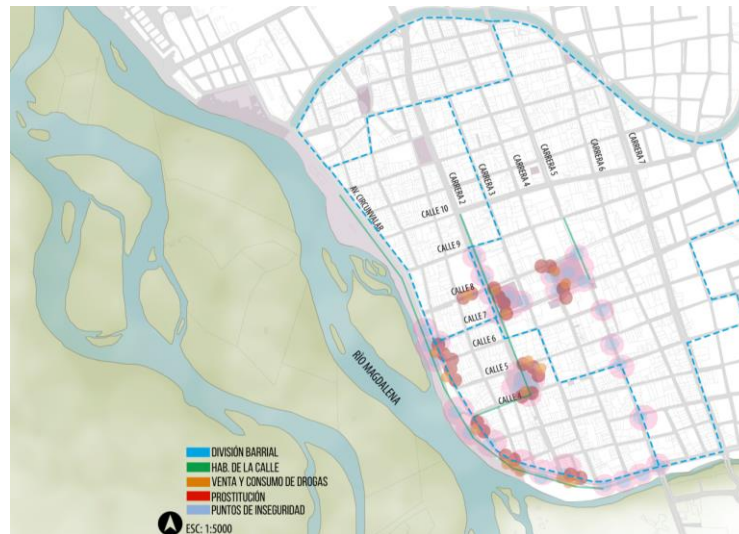 CARRERA 2
CARRERA 3
CARRERA 4
CARRERA 5
CARRERA 6
CARRERA 7
AV. CIRCUNVALAR
CALLE 10
CALLE 9
CALLE 8
CALLE 7
CALLE 6
CALLE 5
CALLE 4
RÍO MAGDALENA
DIVISIÓN BARRIAL
HAB. DE LA CALLE
VENTA Y CONSUMO DE DROGAS
PROSTITUCIÓN
PUNTOS DE INSEGURIDAD
ESC: 1:5000